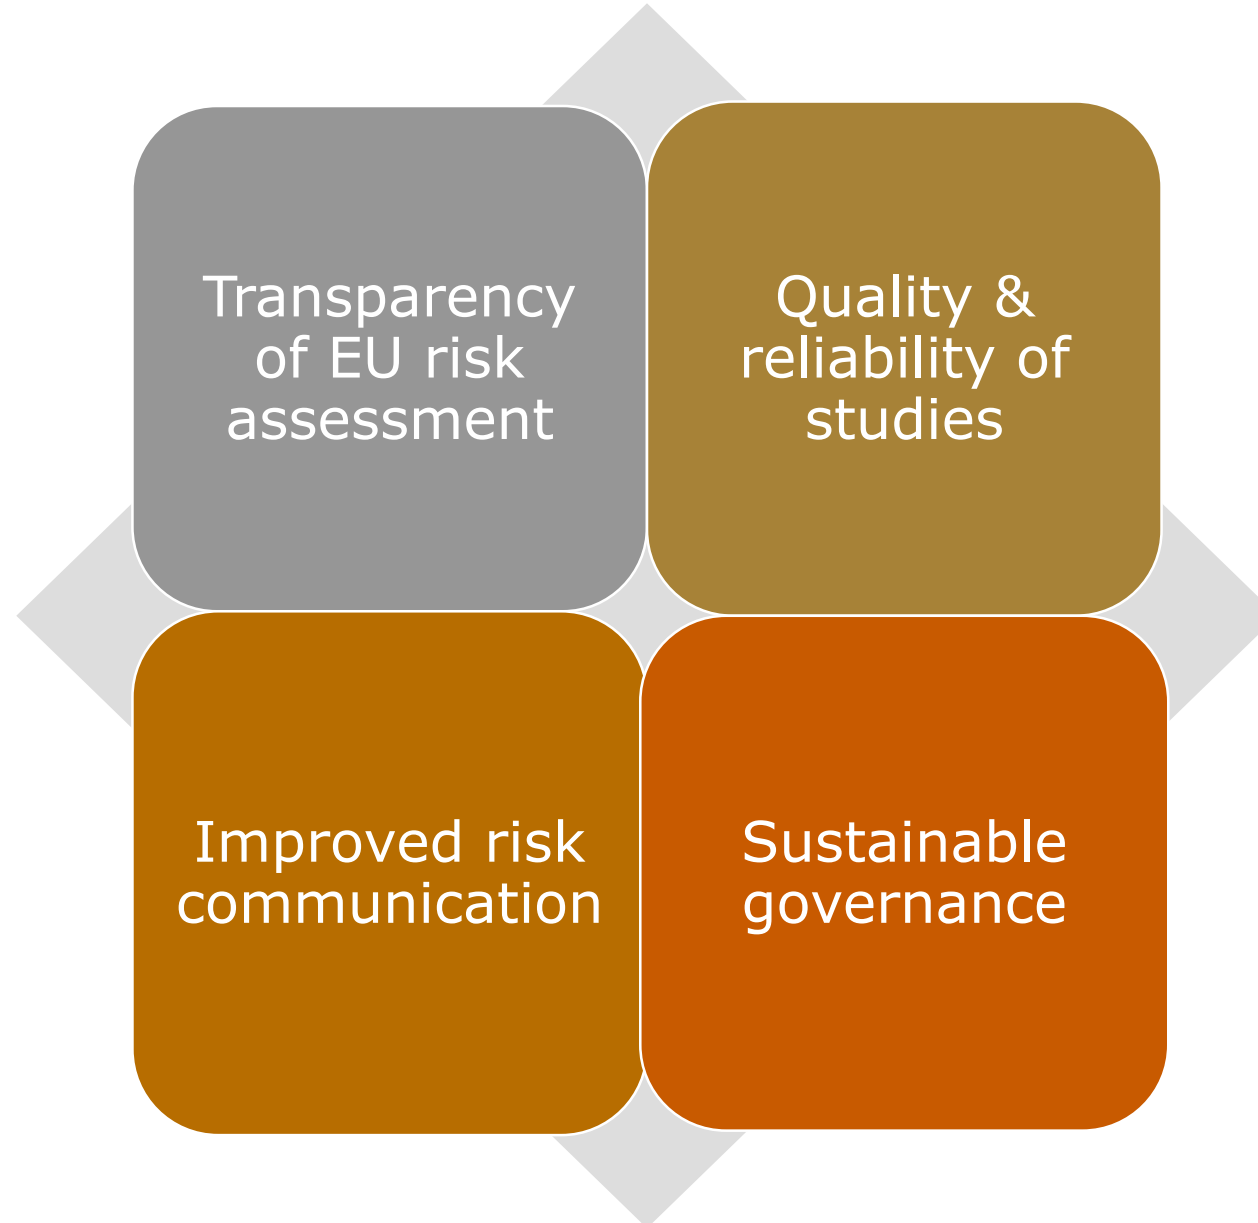 Transparency
of EU risk
assessment
Quality &
reliability of
studies
Improved risk
communication
Sustainable
governance